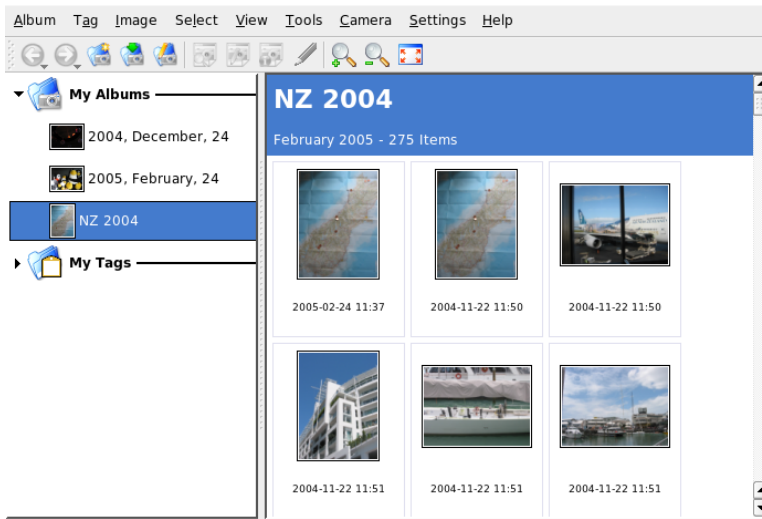 Album Tag Image Select View Tools Camera Settings Help
My Albums
2004, December, 24
2005, February, 24
NZ 2004
My Tags
NZ 2004
February 2005 - 275 Items
2005-02-24 11:37 2004-11-22 11:50 2004-11-22 11:50
2004-11-22 11:51 2004-11-22 11:51 2004-11-22 11:51